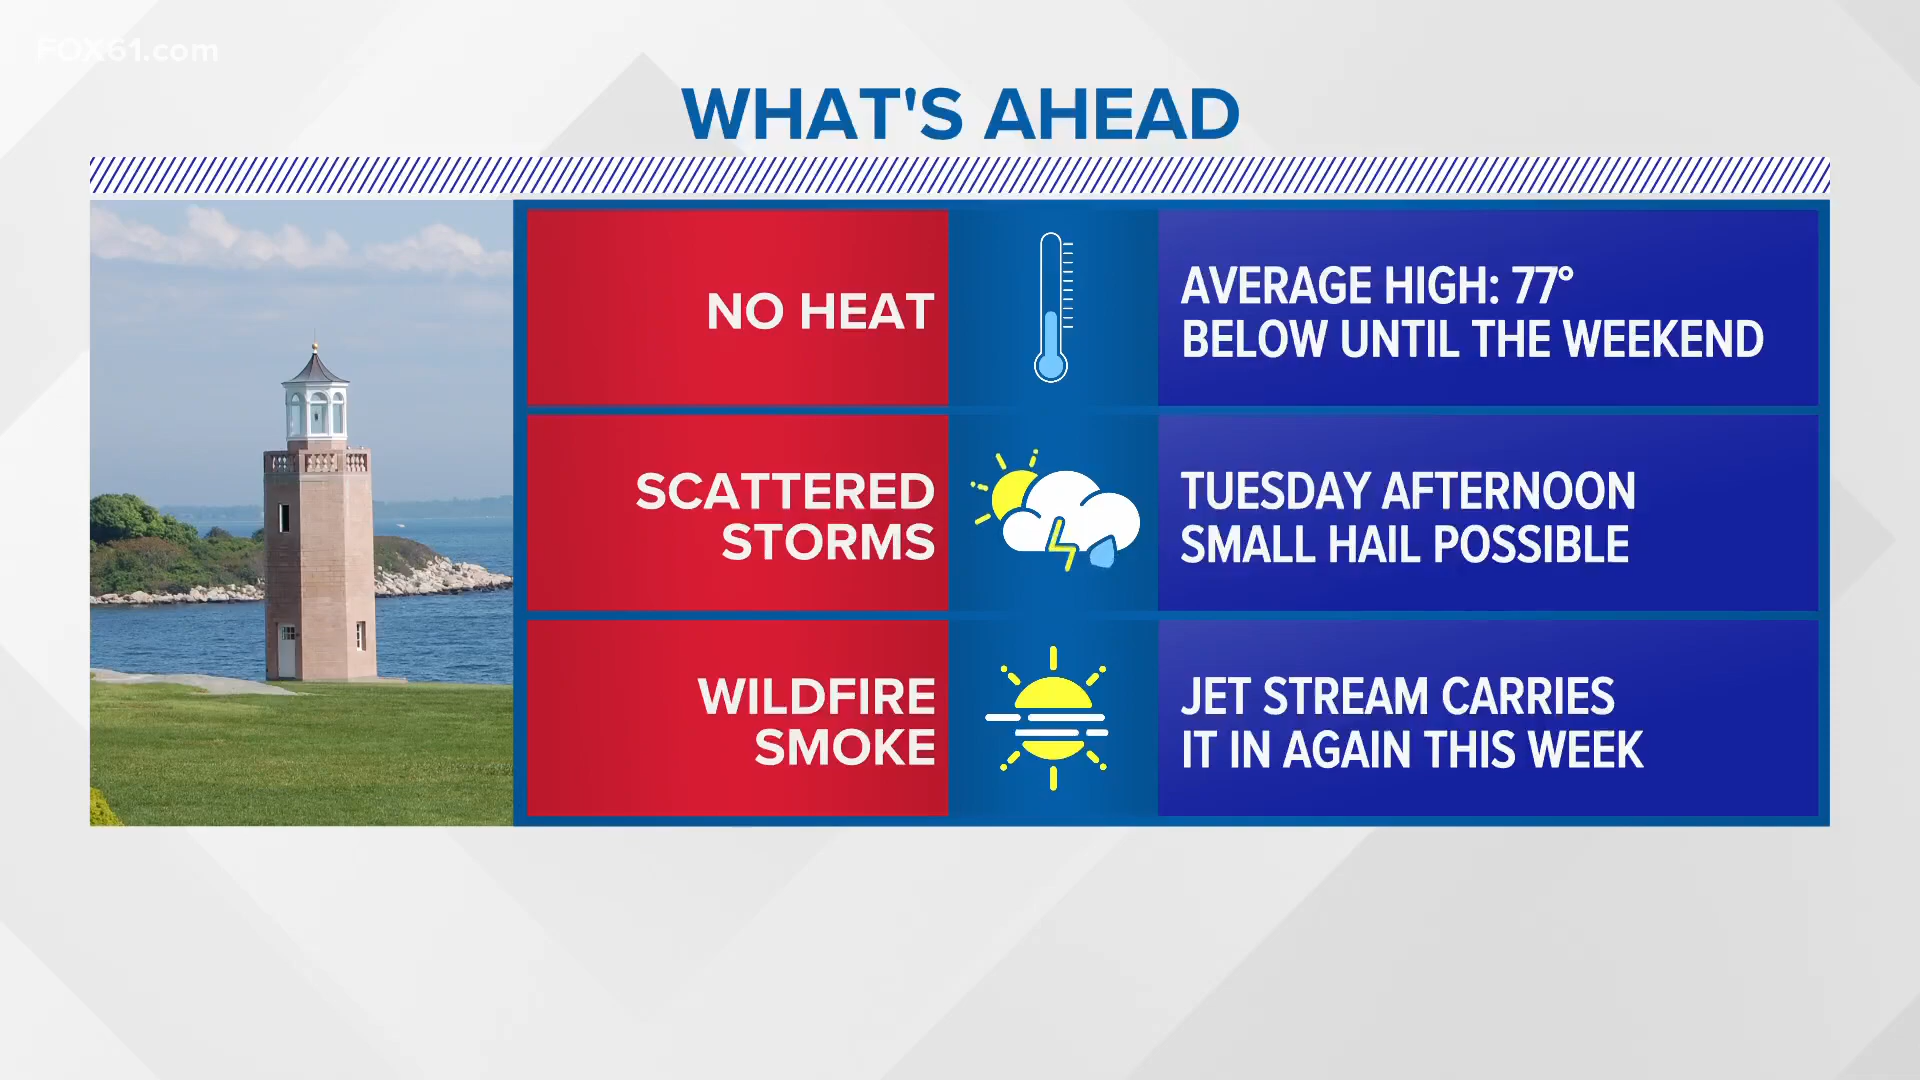 FOX61.com
WHAT'S AHEAD
NO HEAT
AVERAGE HIGH: 77°
BELOW UNTIL THE WEEKEND
SCATTERED
STORMS
TUESDAY AFTERNOON
SMALL HAIL POSSIBLE
WILDFIRE
SMOKE
JET STREAM CARRIES
IT IN AGAIN THIS WEEK